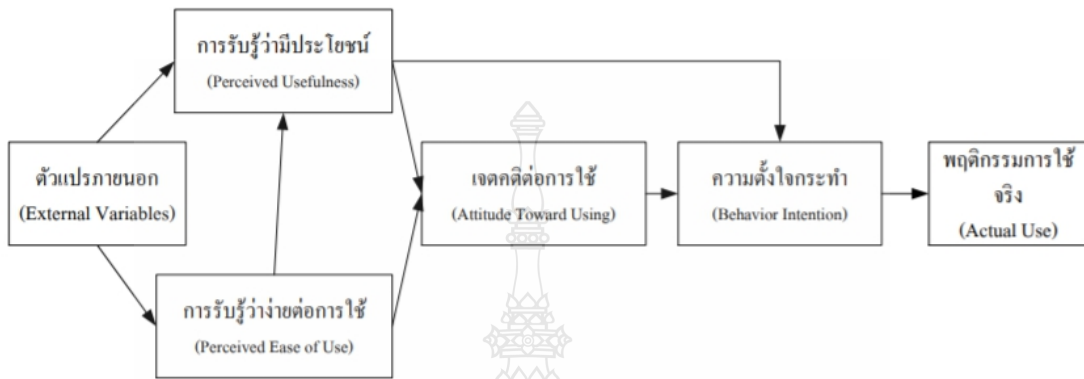 การรับรู้ว่ามีประโยชน์
(Perceived Usefulness)
ตัวแปรภายนอก
(External Variables)
เจตคติต่อการใช้
(Attitude Toward Using)
ความตั้งใจกระทำ
(Behavior Intention)
พฤติกรรมการใช้
จริง
(Actual Use)
การรับรู้ว่าง่ายต่อการใช้
(Perceived Ease of Use)